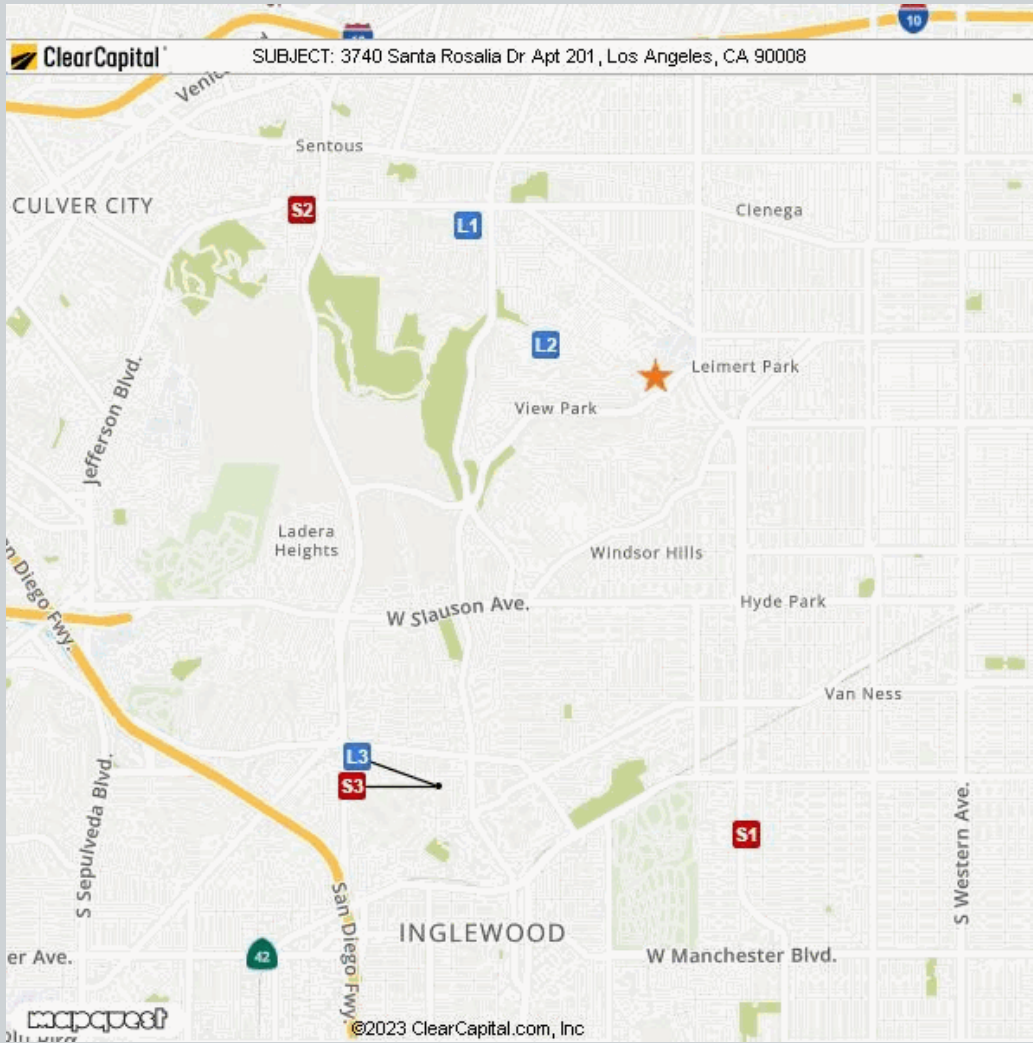 10
ClearCapital
SUBJECT: 3740 Santa Rosalia Dr Apt 201, Los Angeles, CA 90008
Sentous
CULVER CITY
S2
L1
Clenega
L2
Leimert Park
View Park
Jefferson Blvd.
Ladera
Heights
Windsor Hills
San Diego Fwy.
W Slauson Ave.
Hyde Park
Van Ness
L3
S3
S1
S Sepulveda Blvd.
S Western Ave.
San Diego Fwy.
INGLEWOOD
42
er Ave.
W Manchester Blvd.
mapquest
©2023 ClearCapital.com, Inc